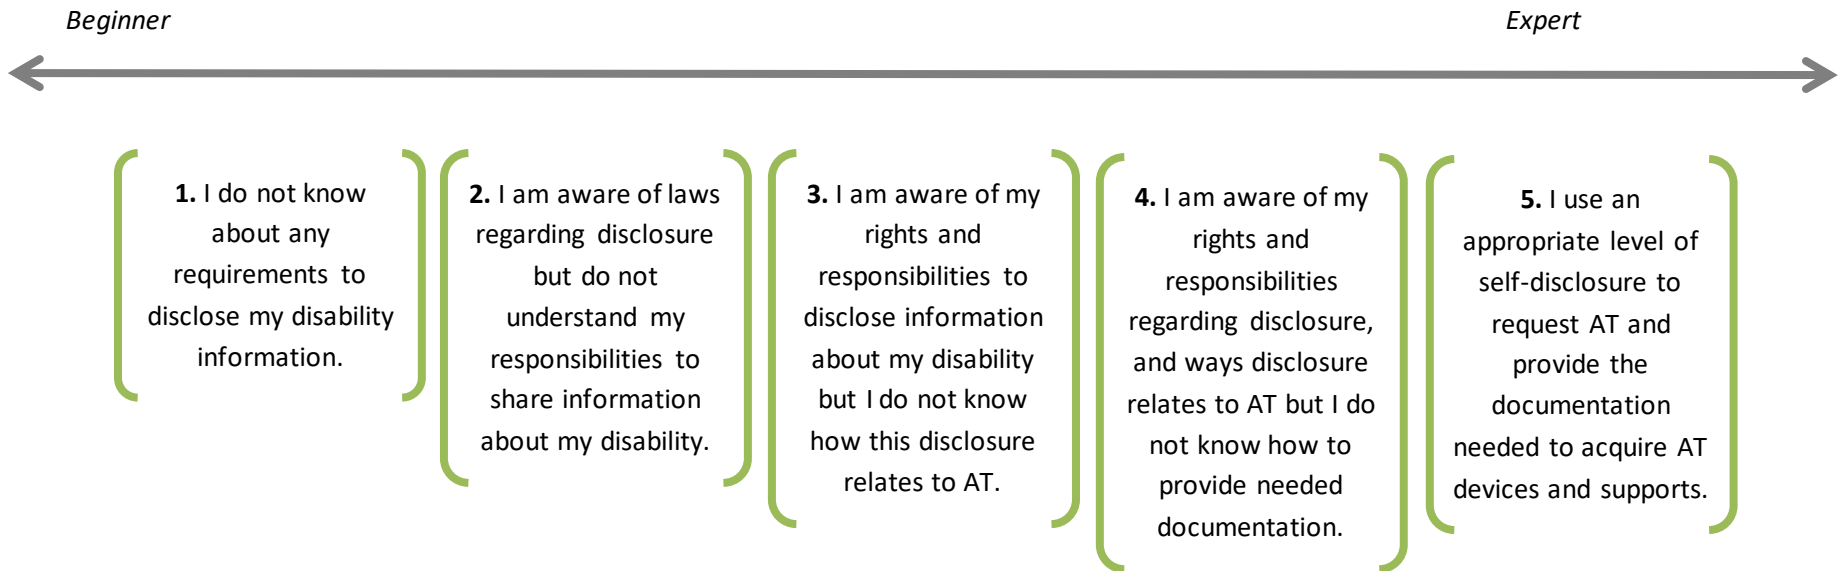 Beginner
Expert
1. I do not know
about any
requirements to
disclose my disability
information.
2. I am aware of laws
regarding disclosure
but do not
understand my
responsibilities to
share information
about my disability.
3. I am aware of my
rights and
responsibilities to
disclose information
about my disability
but I do not know
how this disclosure
relates to AT.
4. I am aware of my
rights and
responsibilities
regarding disclosure,
and ways disclosure
relates to AT but I do
not know how to
provide needed
documentation.
5. I use an
appropriate level of
self-disclosure to
request AT and
provide the
documentation
needed to acquire AT
devices and supports.